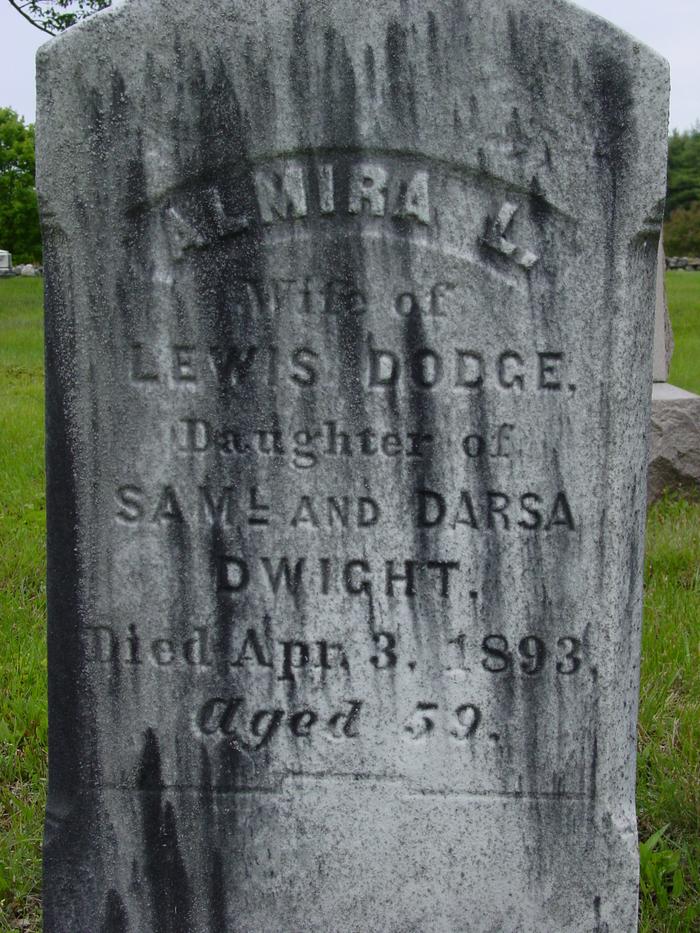 ALMIRA L.
Wife of
LEWIS DODGE,
Daughter of
SAML AND DARSA
DWIGHT.
Died Apr. 3, 1893,
Aged 59.